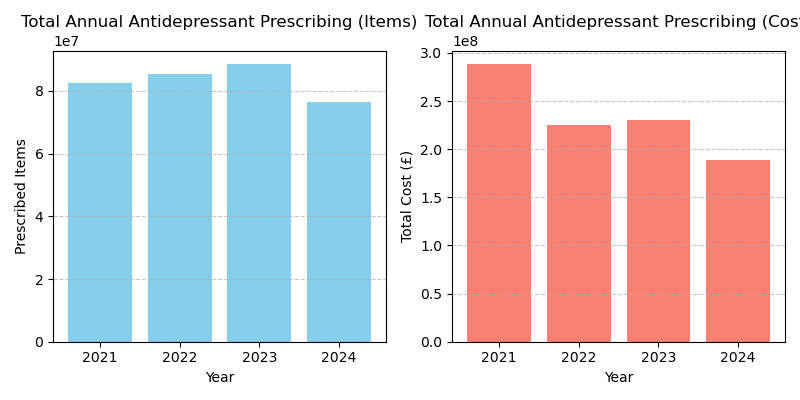 Total Annual Antidepressant Prescribing (Items)
1e7
8
6
4
2
0
Prescribed Items
2021 2022 2023 2024
Year
Total Annual Antidepressant Prescribing (Cos
1e8
3.0
2.5
2.0
1.5
1.0
0.5
0.0
Total Cost (£)
2021 2022 2023 2024
Year